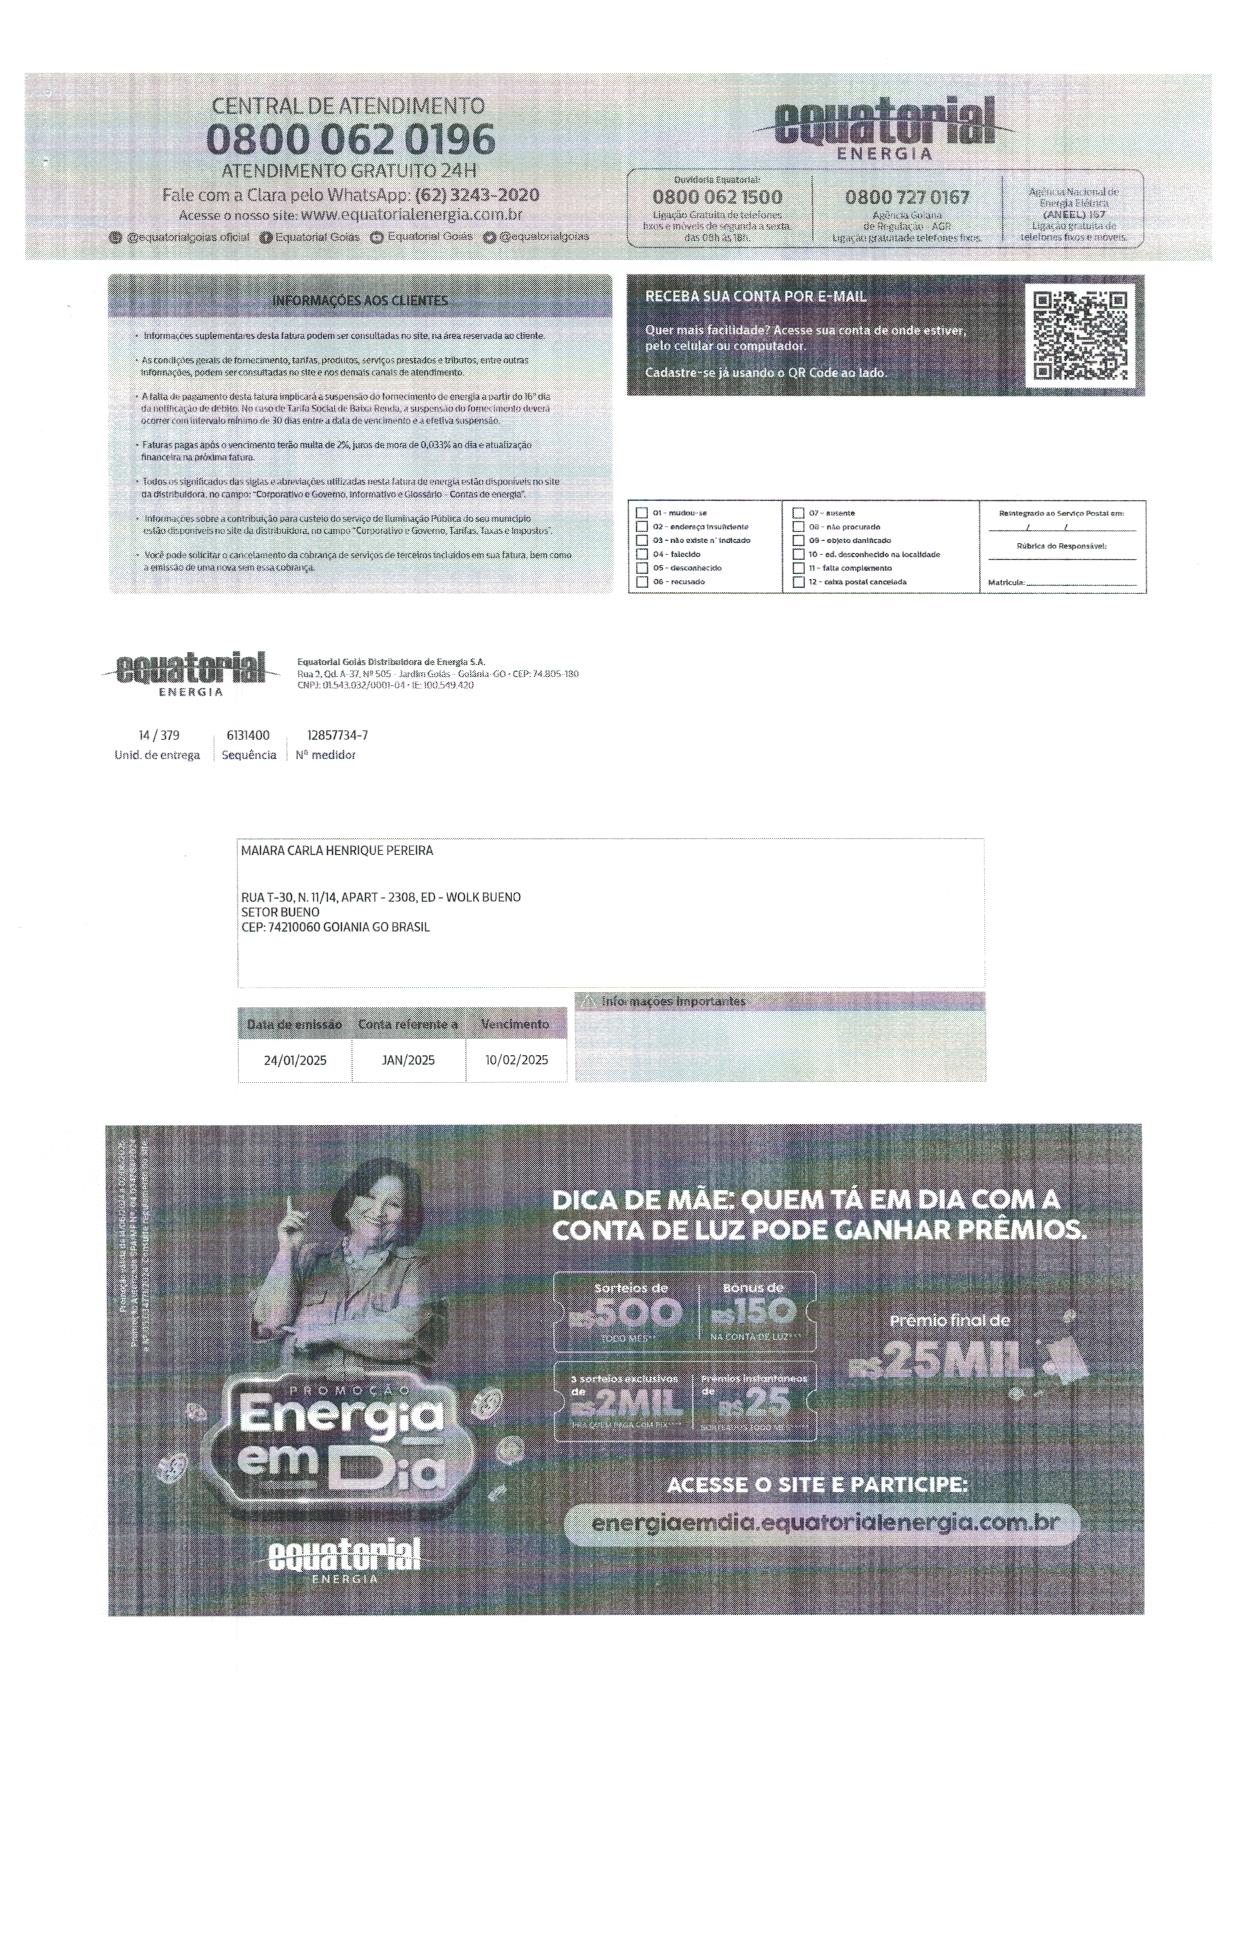 CENTRAL DE ATENDIMENTO
0800 062 0196
ATENDIMENTO GRATUITO 24H
Fale com a Clara pelo WhatsApp: (62) 3243-2020
Acesse o nosso site: www.equatorialenergia.com.br
@equatorialgoias.oficial Equatorial Goiás Equatorial Goiás @equatorialgoias
equatorial
ENERGIA
Ouvidoria Equatorial:
0800 062 1500
Ligação Gratuita de telefones
fixos e móveis de segunda a sexta,
das 08h às 18h.
0800 727 0167
Agência Goiana
de Regulação - AGR
Ligação gratuita de telefones fixos.
Agência Nacional de
Energia Elétrica
(ANEEL) 167
Ligação gratuita de
telefones fixos e móveis.
INFORMAÇÕES AOS CLIENTES
• Informações suplementares desta fatura podem ser consultadas no site, na área reservada ao cliente.
• As condições gerais de fornecimento, tarifas, produtos, serviços prestados e tributos, entre outras
informações, podem ser consultadas no site e nos demais canais de atendimento.
• A falta de pagamento desta fatura implicará a suspensão do fornecimento de energia a partir do 16º dia
da notificação de débito. No caso de Tarifa Social de Baixa Renda, a suspensão do fornecimento deverá
ocorrer com intervalo mínimo de 30 dias entre a data de vencimento e a efetiva suspensão.
• Faturas pagas após o vencimento terão multa de 2%, juros de mora de 0,033% ao dia e atualização
financeira na próxima fatura.
• Todos os significados das siglas e abreviações utilizadas nesta fatura de energia estão disponíveis no site
da distribuidora, no campo: "Corporativo e Governo, Informativo e Glossário - Contas de energia".
• Informações sobre a contribuição para custeio do serviço de Iluminação Pública do seu município
estão disponíveis no site da distribuidora, no campo "Corporativo e Governo, Tarifas, Taxas e Impostos".
• Você pode solicitar o cancelamento da cobrança de serviços de terceiros incluídos em sua fatura, bem como
a emissão de uma nova sem essa cobrança.
RECEBA SUA CONTA POR E-MAIL
Quer mais facilidade? Acesse sua conta de onde estiver,
pelo celular ou computador.
Cadastre-se já usando o QR Code ao lado.
01 - mudou-se
02 - endereço insuficiente
03 - não existe n° indicado
04 - falecido
05 - desconhecido
06 - recusado
07 - ausente
08 - não procurado
09 - objeto danificado
10 - ed. desconhecido na localidade
11 - falta complemento
12 - caixa postal cancelada
Reintegrado ao Serviço Postal em:
____/____/____
Rúbrica do Responsável:
Matrícula:
equatorial
ENERGIA
Equatorial Goiás Distribuidora de Energia S.A.
Rua 2, Qd. A-37, Nº 505 - Jardim Goiás - Goiânia-GO - CEP: 74.805-180
CNPJ: 01.543.032/0001-04 - IE: 100.549.420
14 / 379 6131400 12857734-7
Unid. de entrega Sequência Nº medidor
MAIARA CARLA HENRIQUE PEREIRA
RUA T-30, N. 11/14, APART - 2308, ED - WOLK BUENO
SETOR BUENO
CEP: 74210060 GOIANIA GO BRASIL
Data de emissão Conta referente a Vencimento
24/01/2025 JAN/2025 10/02/2025
Informações Importantes
DICA DE MÃE: QUEM TÁ EM DIA COM A
CONTA DE LUZ PODE GANHAR PRÊMIOS.
Sorteios de
R$500
TODO MÊS**
Bônus de
R$150
NA CONTA DE LUZ***
3 sorteios exclusivos
de
R$2MIL
PRA QUEM PAGA COM PIX****
Prêmios instantâneos
de
R$25
SORTEADOS TODO MÊS
Prêmio final de
R$25MIL
PROMOÇÃO
Energia
em Dia
equatorial
ENERGIA
ACESSE O SITE E PARTICIPE:
energiaemdia.equatorialenergia.com.br